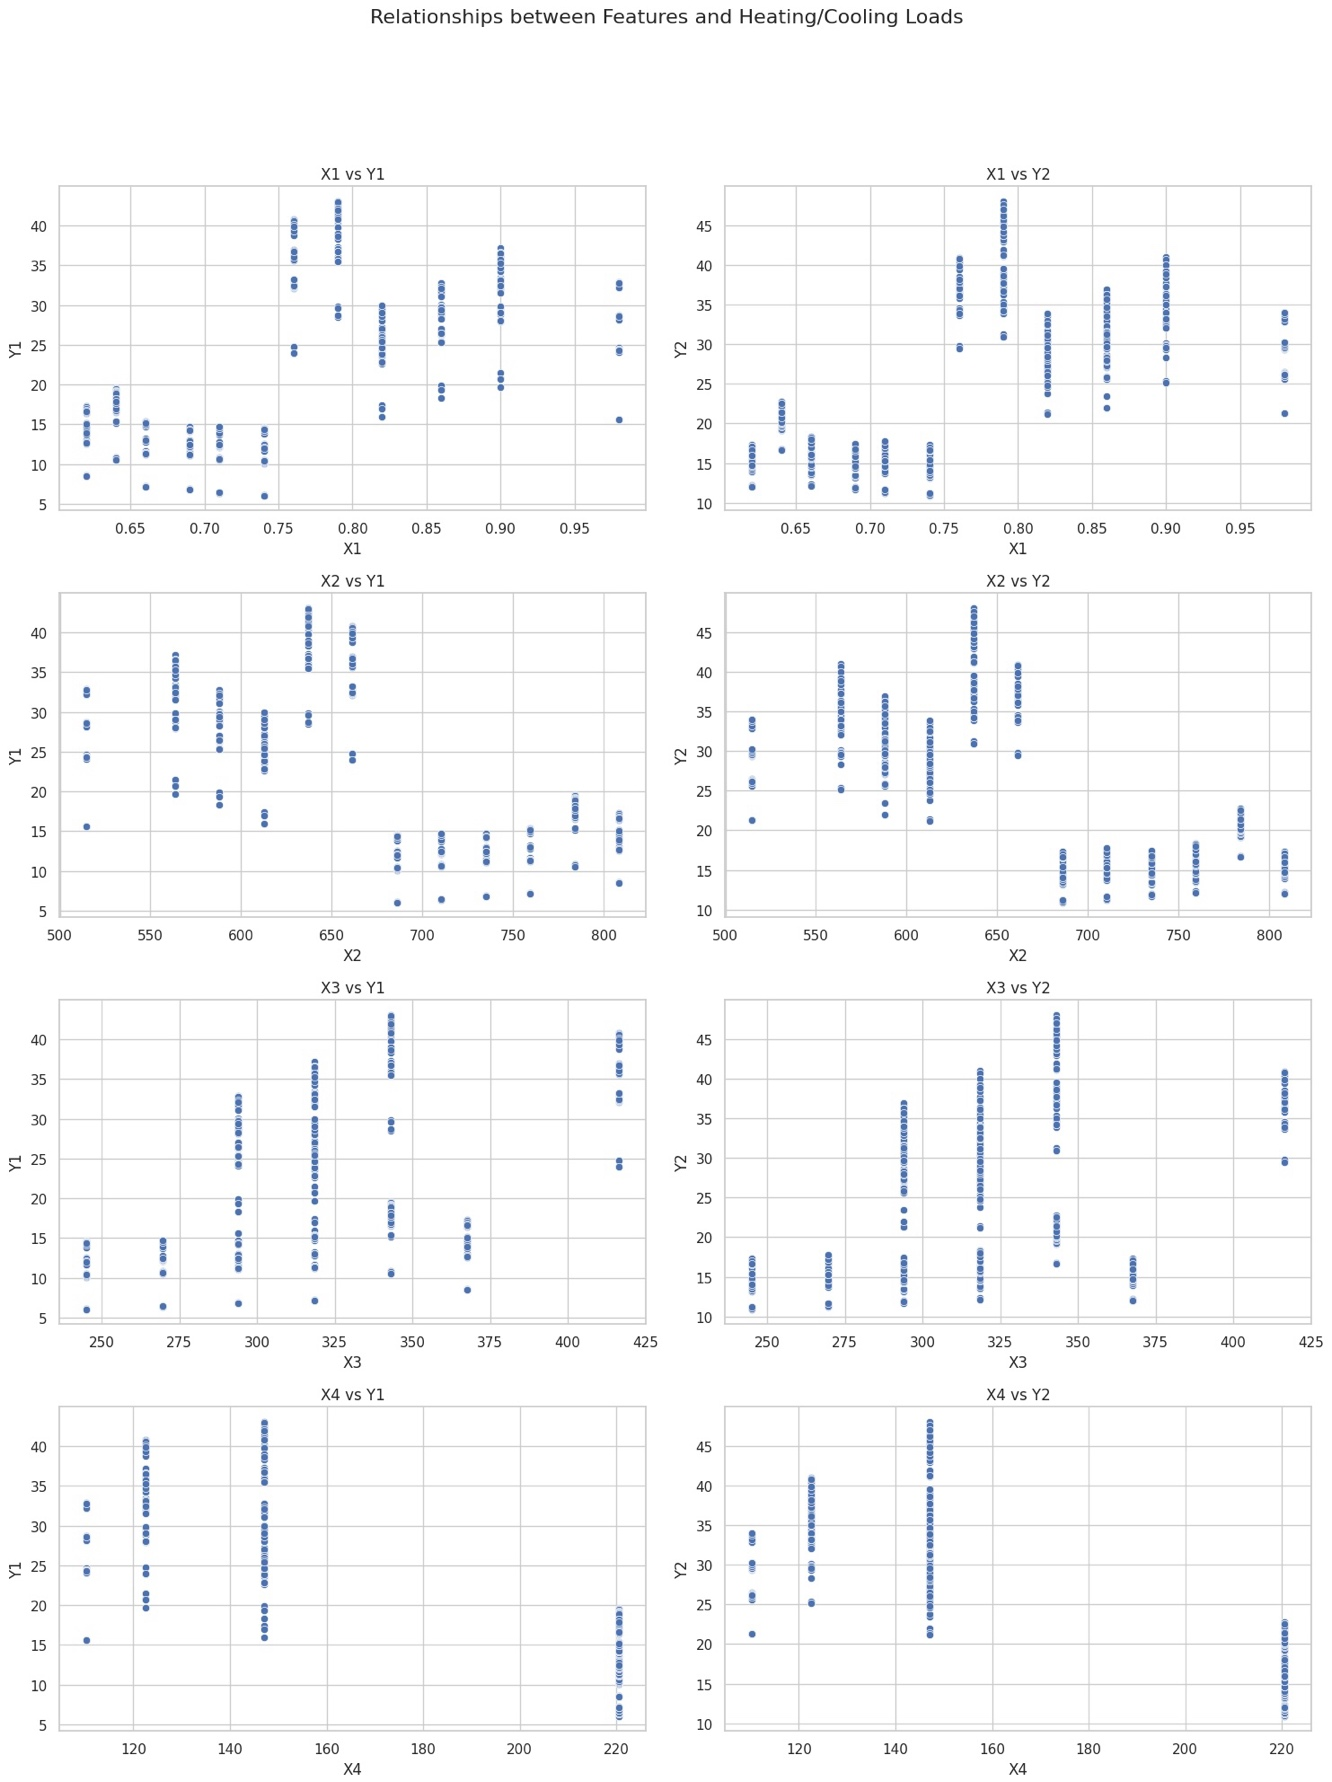 Relationships between Features and Heating/Cooling Loads
X1 vs Y1
X1 vs Y2
Y1
40
35
30
25
20
15
10
5
0.65 0.70 0.75 0.80 0.85 0.90 0.95
X1
Y2
45
40
35
30
25
20
15
10
0.65 0.70 0.75 0.80 0.85 0.90 0.95
X1
X2 vs Y1
X2 vs Y2
Y1
40
35
30
25
20
15
10
5
500 550 600 650 700 750 800
X2
Y2
45
40
35
30
25
20
15
10
500 550 600 650 700 750 800
X2
X3 vs Y1
X3 vs Y2
Y1
40
35
30
25
20
15
10
5
250 275 300 325 350 375 400 425
X3
Y2
45
40
35
30
25
20
15
10
250 275 300 325 350 375 400 425
X3
X4 vs Y1
X4 vs Y2
Y1
40
35
30
25
20
15
10
5
120 140 160 180 200 220
X4
Y2
45
40
35
30
25
20
15
10
120 140 160 180 200 220
X4